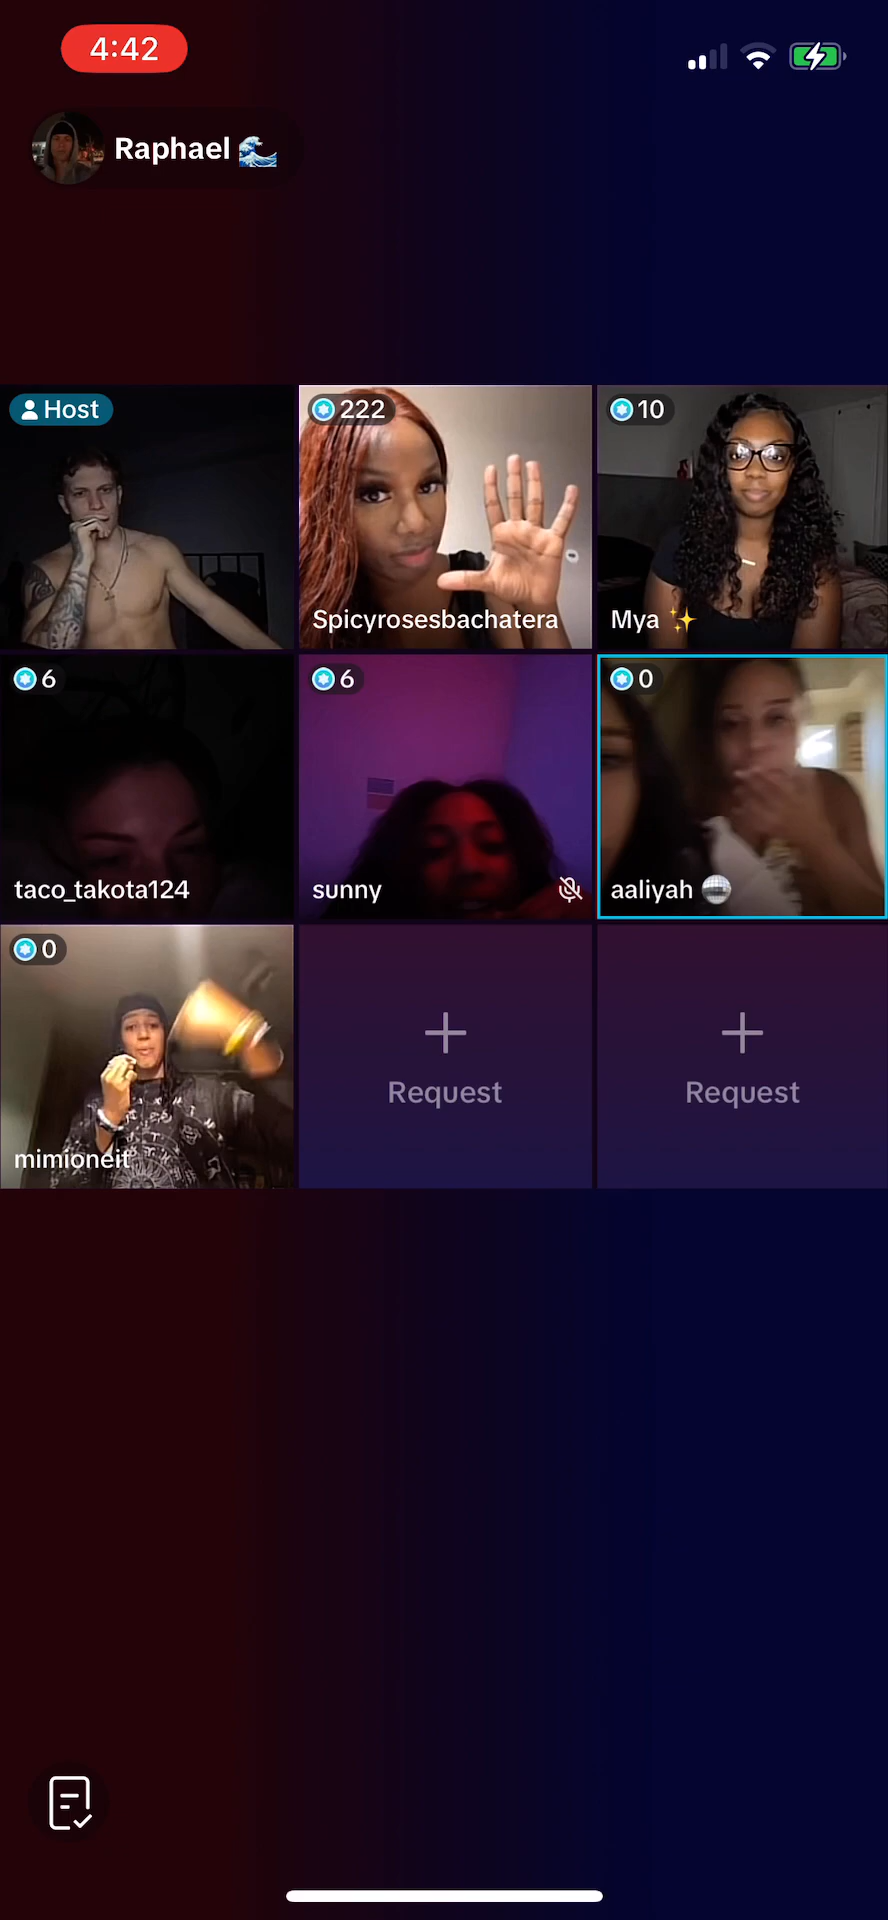 4:42
Raphael 🌊
Host
222
10
Spicyrosesbachatera
Mya ✨
6
6
0
taco_takota124
sunny
aaliyah 🪩
0
mimioneit
Request
Request